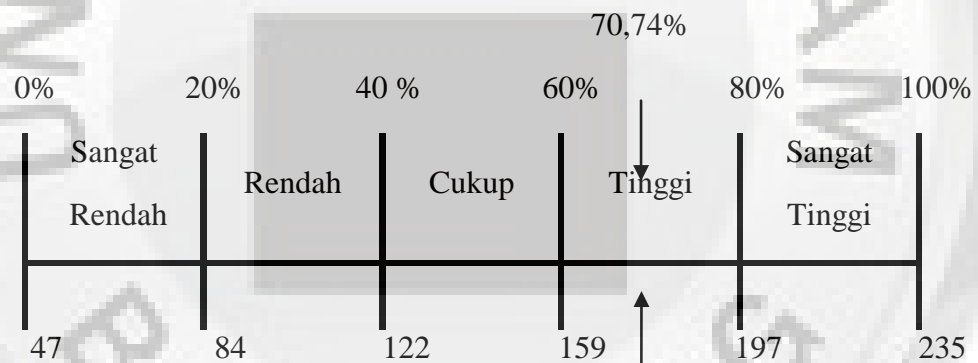 70,74%
0% 20% 40 % 60% 80% 100%
Sangat Sangat
Rendah Cukup Tinggi
Rendah Tinggi
47 84 122 159 197 235